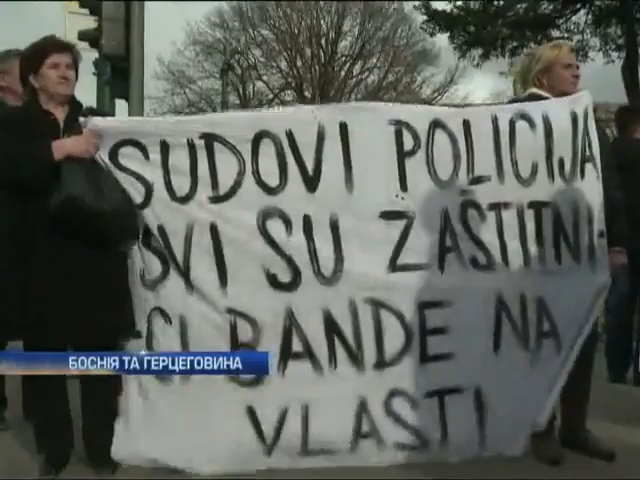 SUDOVI POLICIJA
SVI SU ZAŠTITNI-
-CI BANDE NA
БОСНІЯ ТА ГЕРЦЕГОВИНА
VLASTI